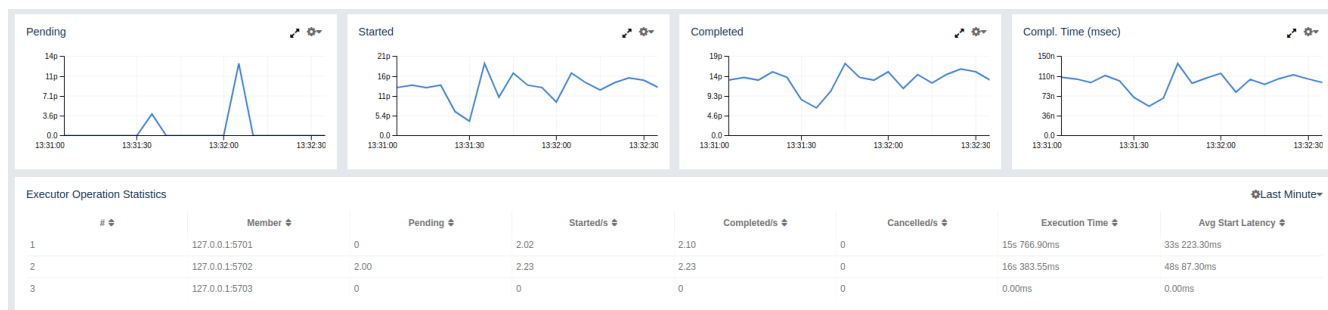 Pending
14p
11p
7.1p
3.6p
0.0
13:31:00 13:31:30 13:32:00 13:32:30
Started
21p
16p
11p
5.4p
0.0
13:31:00 13:31:30 13:32:00 13:32:30
Completed
19p
14p
9.3p
4.6p
0.0
13:31:00 13:31:30 13:32:00 13:32:30
Compl. Time (msec)
150n
110n
73n
36n
0.0
13:31:00 13:31:30 13:32:00 13:32:30
Executor Operation Statistics Last Minute
# Member Pending Started/s Completed/s Cancelled/s Execution Time Avg Start Latency
1 127.0.0.1:5701 0 2.02 2.10 0 15s 766.90ms 33s 223.30ms
2 127.0.0.1:5702 2.00 2.23 2.23 0 16s 383.55ms 48s 87.30ms
3 127.0.0.1:5703 0 0 0 0 0.00ms 0.00ms